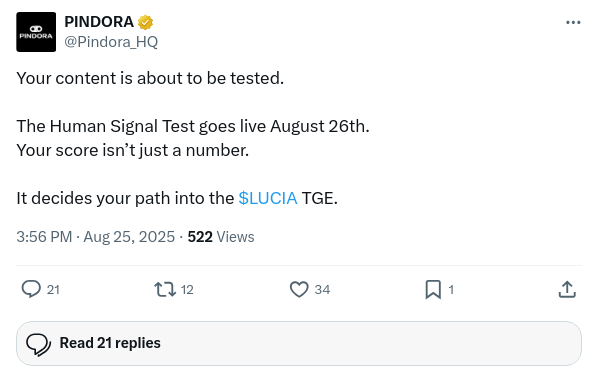 PINDORA
PINDORA
@Pindora_HQ
Your content is about to be tested.
The Human Signal Test goes live August 26th.
Your score isn’t just a number.
It decides your path into the $LUCIA TGE.
3:56 PM · Aug 25, 2025 · 522 Views
21 12 34 1
Read 21 replies